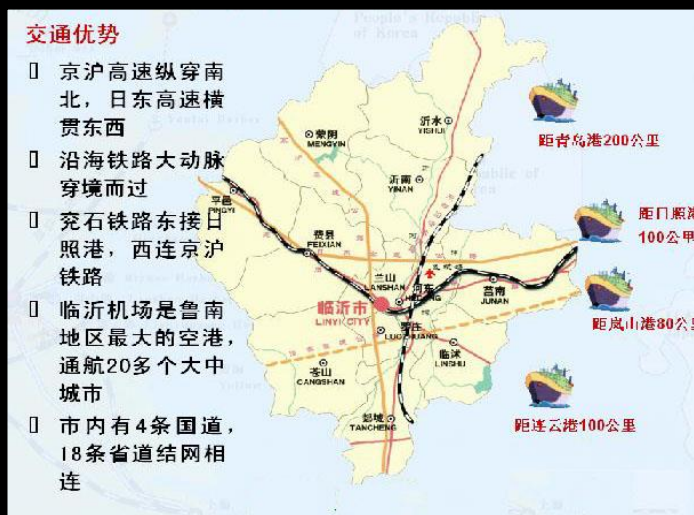 交通优势
京沪高速纵穿南
北，日东高速横
贯东西
沿海铁路大动脉
穿境而过
兖石铁路东接日
照港，西连京沪
铁路
临沂机场是鲁南
地区最大的空港，
通航20多个大中
城市
市内有4条国道，
18条省道结网相
连
沂水
YISHUI
蒙阴
MENGYIN
沂南
YINAN
平邑
PINGYI
费县
FEIXIAN
兰山
LANSHAN
河东
莒南
JUNAN
临沂市
LINYI CITY
罗庄
临沭
LINSHU
苍山
CANGSHAN
郯城
TANCHENG
距青岛港200公里
距日照港
100公里
距岚山港80公里
距连云港100公里